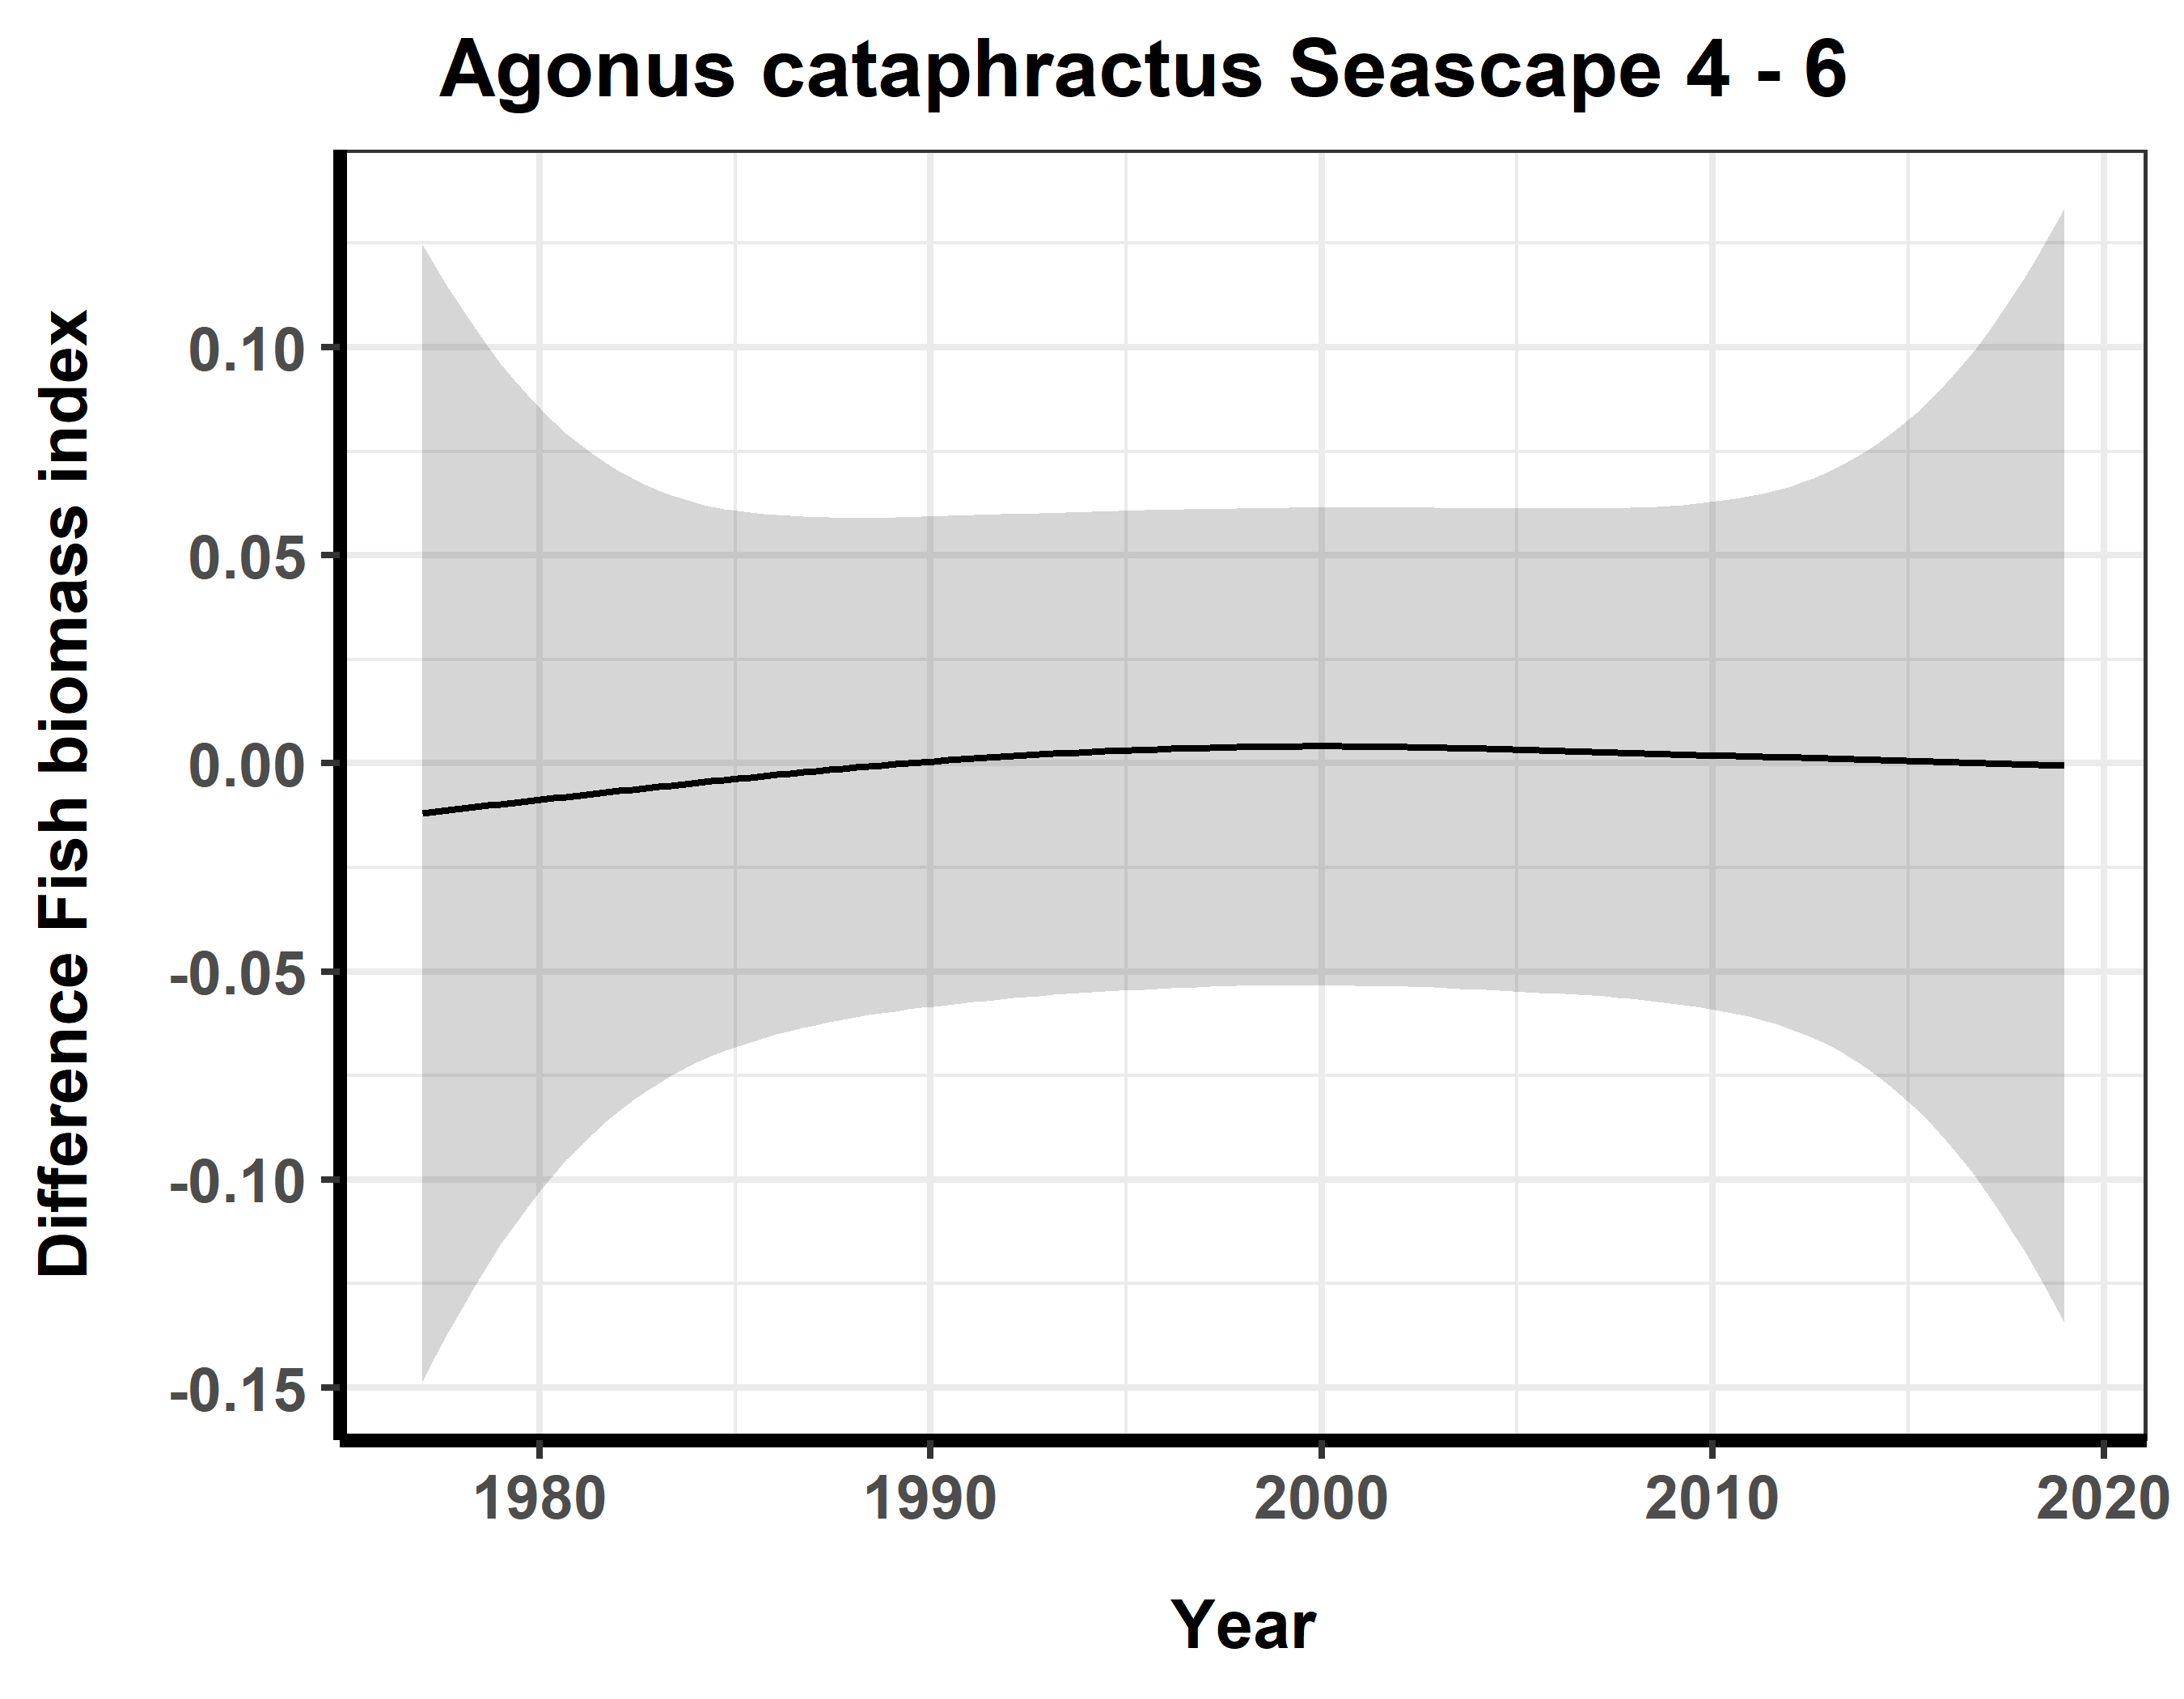 Agonus cataphractus Seascape 4 - 6
Difference Fish biomass index
0.10
0.05
0.00
-0.05
-0.10
-0.15
1980 1990 2000 2010 2020
Year